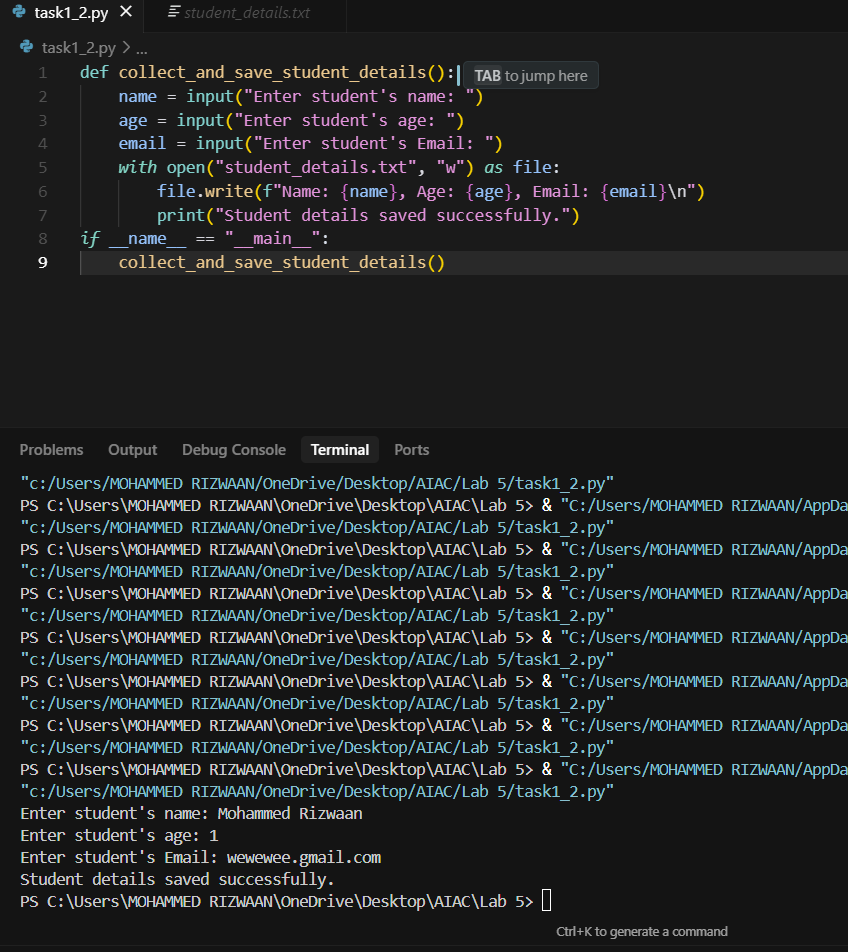 task1_2.py
student_details.txt
task1_2.py > ...
1 def collect_and_save_student_details(): TAB to jump here
2 name = input("Enter student's name: ")
3 age = input("Enter student's age: ")
4 email = input("Enter student's Email: ")
5 with open("student_details.txt", "w") as file:
6 file.write(f"Name: {name}, Age: {age}, Email: {email}\n")
7 print("Student details saved successfully.")
8 if __name__ == "__main__":
9 collect_and_save_student_details()
Problems Output Debug Console Terminal Ports
"c:/Users/MOHAMMED RIZWAAN/OneDrive/Desktop/AIAC/Lab 5/task1_2.py"
PS C:\Users\MOHAMMED RIZWAAN\OneDrive\Desktop\AIAC\Lab 5> & "C:/Users/MOHAMMED RIZWAAN/AppDa
"c:/Users/MOHAMMED RIZWAAN/OneDrive/Desktop/AIAC/Lab 5/task1_2.py"
PS C:\Users\MOHAMMED RIZWAAN\OneDrive\Desktop\AIAC\Lab 5> & "C:/Users/MOHAMMED RIZWAAN/AppDa
"c:/Users/MOHAMMED RIZWAAN/OneDrive/Desktop/AIAC/Lab 5/task1_2.py"
PS C:\Users\MOHAMMED RIZWAAN\OneDrive\Desktop\AIAC\Lab 5> & "C:/Users/MOHAMMED RIZWAAN/AppDa
"c:/Users/MOHAMMED RIZWAAN/OneDrive/Desktop/AIAC/Lab 5/task1_2.py"
PS C:\Users\MOHAMMED RIZWAAN\OneDrive\Desktop\AIAC\Lab 5> & "C:/Users/MOHAMMED RIZWAAN/AppDa
"c:/Users/MOHAMMED RIZWAAN/OneDrive/Desktop/AIAC/Lab 5/task1_2.py"
PS C:\Users\MOHAMMED RIZWAAN\OneDrive\Desktop\AIAC\Lab 5> & "C:/Users/MOHAMMED RIZWAAN/AppDa
"c:/Users/MOHAMMED RIZWAAN/OneDrive/Desktop/AIAC/Lab 5/task1_2.py"
PS C:\Users\MOHAMMED RIZWAAN\OneDrive\Desktop\AIAC\Lab 5> & "C:/Users/MOHAMMED RIZWAAN/AppDa
"c:/Users/MOHAMMED RIZWAAN/OneDrive/Desktop/AIAC/Lab 5/task1_2.py"
PS C:\Users\MOHAMMED RIZWAAN\OneDrive\Desktop\AIAC\Lab 5> & "C:/Users/MOHAMMED RIZWAAN/AppDa
"c:/Users/MOHAMMED RIZWAAN/OneDrive/Desktop/AIAC/Lab 5/task1_2.py"
Enter student's name: Mohammed Rizwaan
Enter student's age: 1
Enter student's Email: wewewee.gmail.com
Student details saved successfully.
PS C:\Users\MOHAMMED RIZWAAN\OneDrive\Desktop\AIAC\Lab 5>
Ctrl+K to generate a command